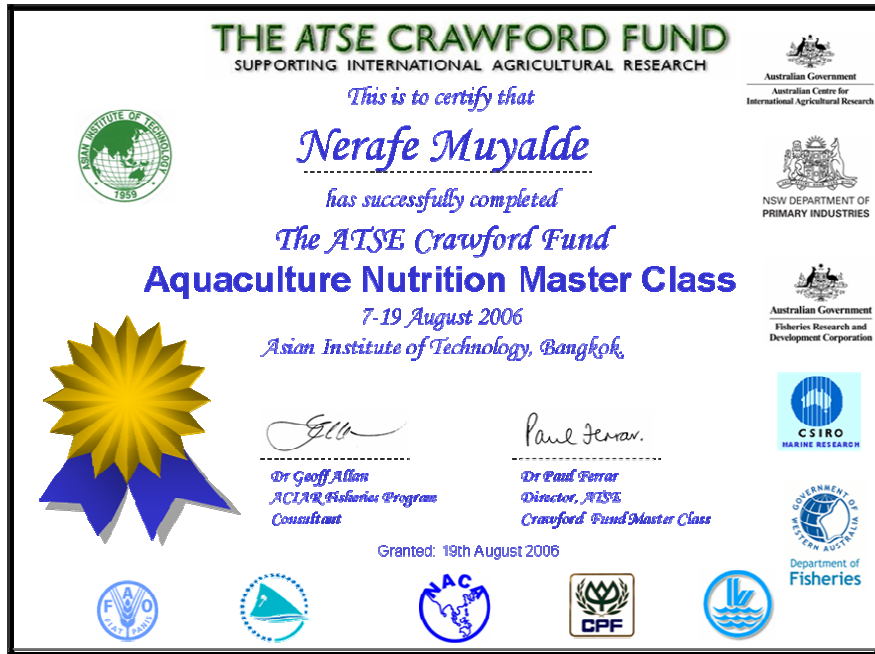 THE ATSE CRAWFORD FUND
SUPPORTING INTERNATIONAL AGRICULTURAL RESEARCH
This is to certify that
Nerafe Muyalde
has successfully completed
The ATSE Crawford Fund
Aquaculture Nutrition Master Class
7-19 August 2006
Asian Institute of Technology, Bangkok.
ASIAN INSTITUTE OF TECHNOLOGY
1959
Australian Government
Australian Centre for
International Agricultural Research
NSW DEPARTMENT OF
PRIMARY INDUSTRIES
Australian Government
Fisheries Research and
Development Corporation
CSIRO
MARINE RESEARCH
GOVERNMENT OF
WESTERN AUSTRALIA
Department of
Fisheries
Paul Ferrar.
Dr Geoff Allan
ACIAR Fisheries Program
Consultant
Dr Paul Ferrar
Director, ATSE
Crawford Fund Master Class
Granted: 19th August 2006
FAO
FIAT PANIS
NACA
CPF